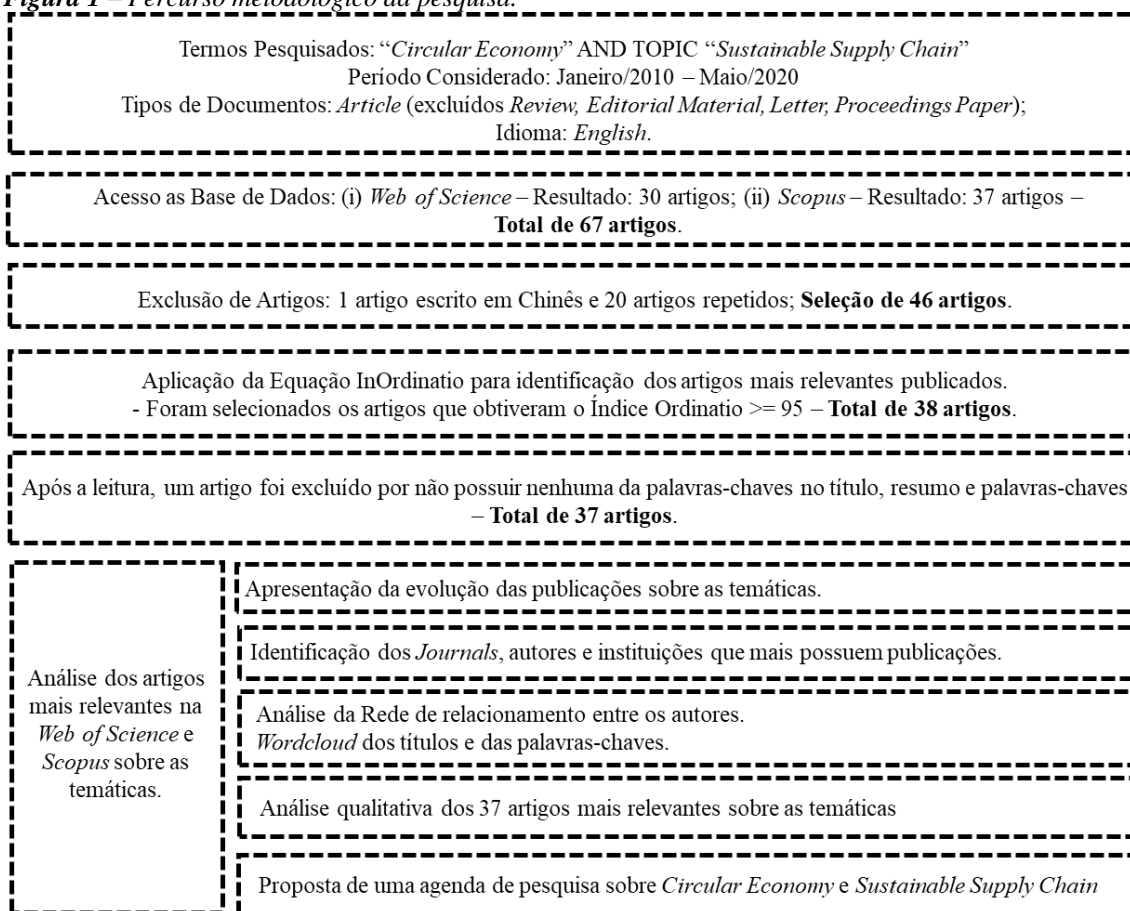 Figura 1 – Percurso metodológico da pesquisa.
Termos Pesquisados: “Circular Economy” AND TOPIC “Sustainable Supply Chain”
Período Considerado: Janeiro/2010 – Maio/2020
Tipos de Documentos: Article (excluídos Review, Editorial Material, Letter, Proceedings Paper);
Idioma: English.
Acesso as Base de Dados: (i) Web of Science – Resultado: 30 artigos; (ii) Scopus – Resultado: 37 artigos –
Total de 67 artigos.
Exclusão de Artigos: 1 artigo escrito em Chinês e 20 artigos repetidos; Seleção de 46 artigos.
Aplicação da Equação InOrdinatio para identificação dos artigos mais relevantes publicados.
- Foram selecionados os artigos que obtiveram o Índice Ordinatio >= 95 – Total de 38 artigos.
Após a leitura, um artigo foi excluído por não possuir nenhuma da palavras-chaves no título, resumo e palavras-chaves
– Total de 37 artigos.
Análise dos artigos
mais relevantes na
Web of Science e
Scopus sobre as
temáticas.
Apresentação da evolução das publicações sobre as temáticas.
Identificação dos Journals, autores e instituições que mais possuem publicações.
Análise da Rede de relacionamento entre os autores.
Wordcloud dos títulos e das palavras-chaves.
Análise qualitativa dos 37 artigos mais relevantes sobre as temáticas
Proposta de uma agenda de pesquisa sobre Circular Economy e Sustainable Supply Chain